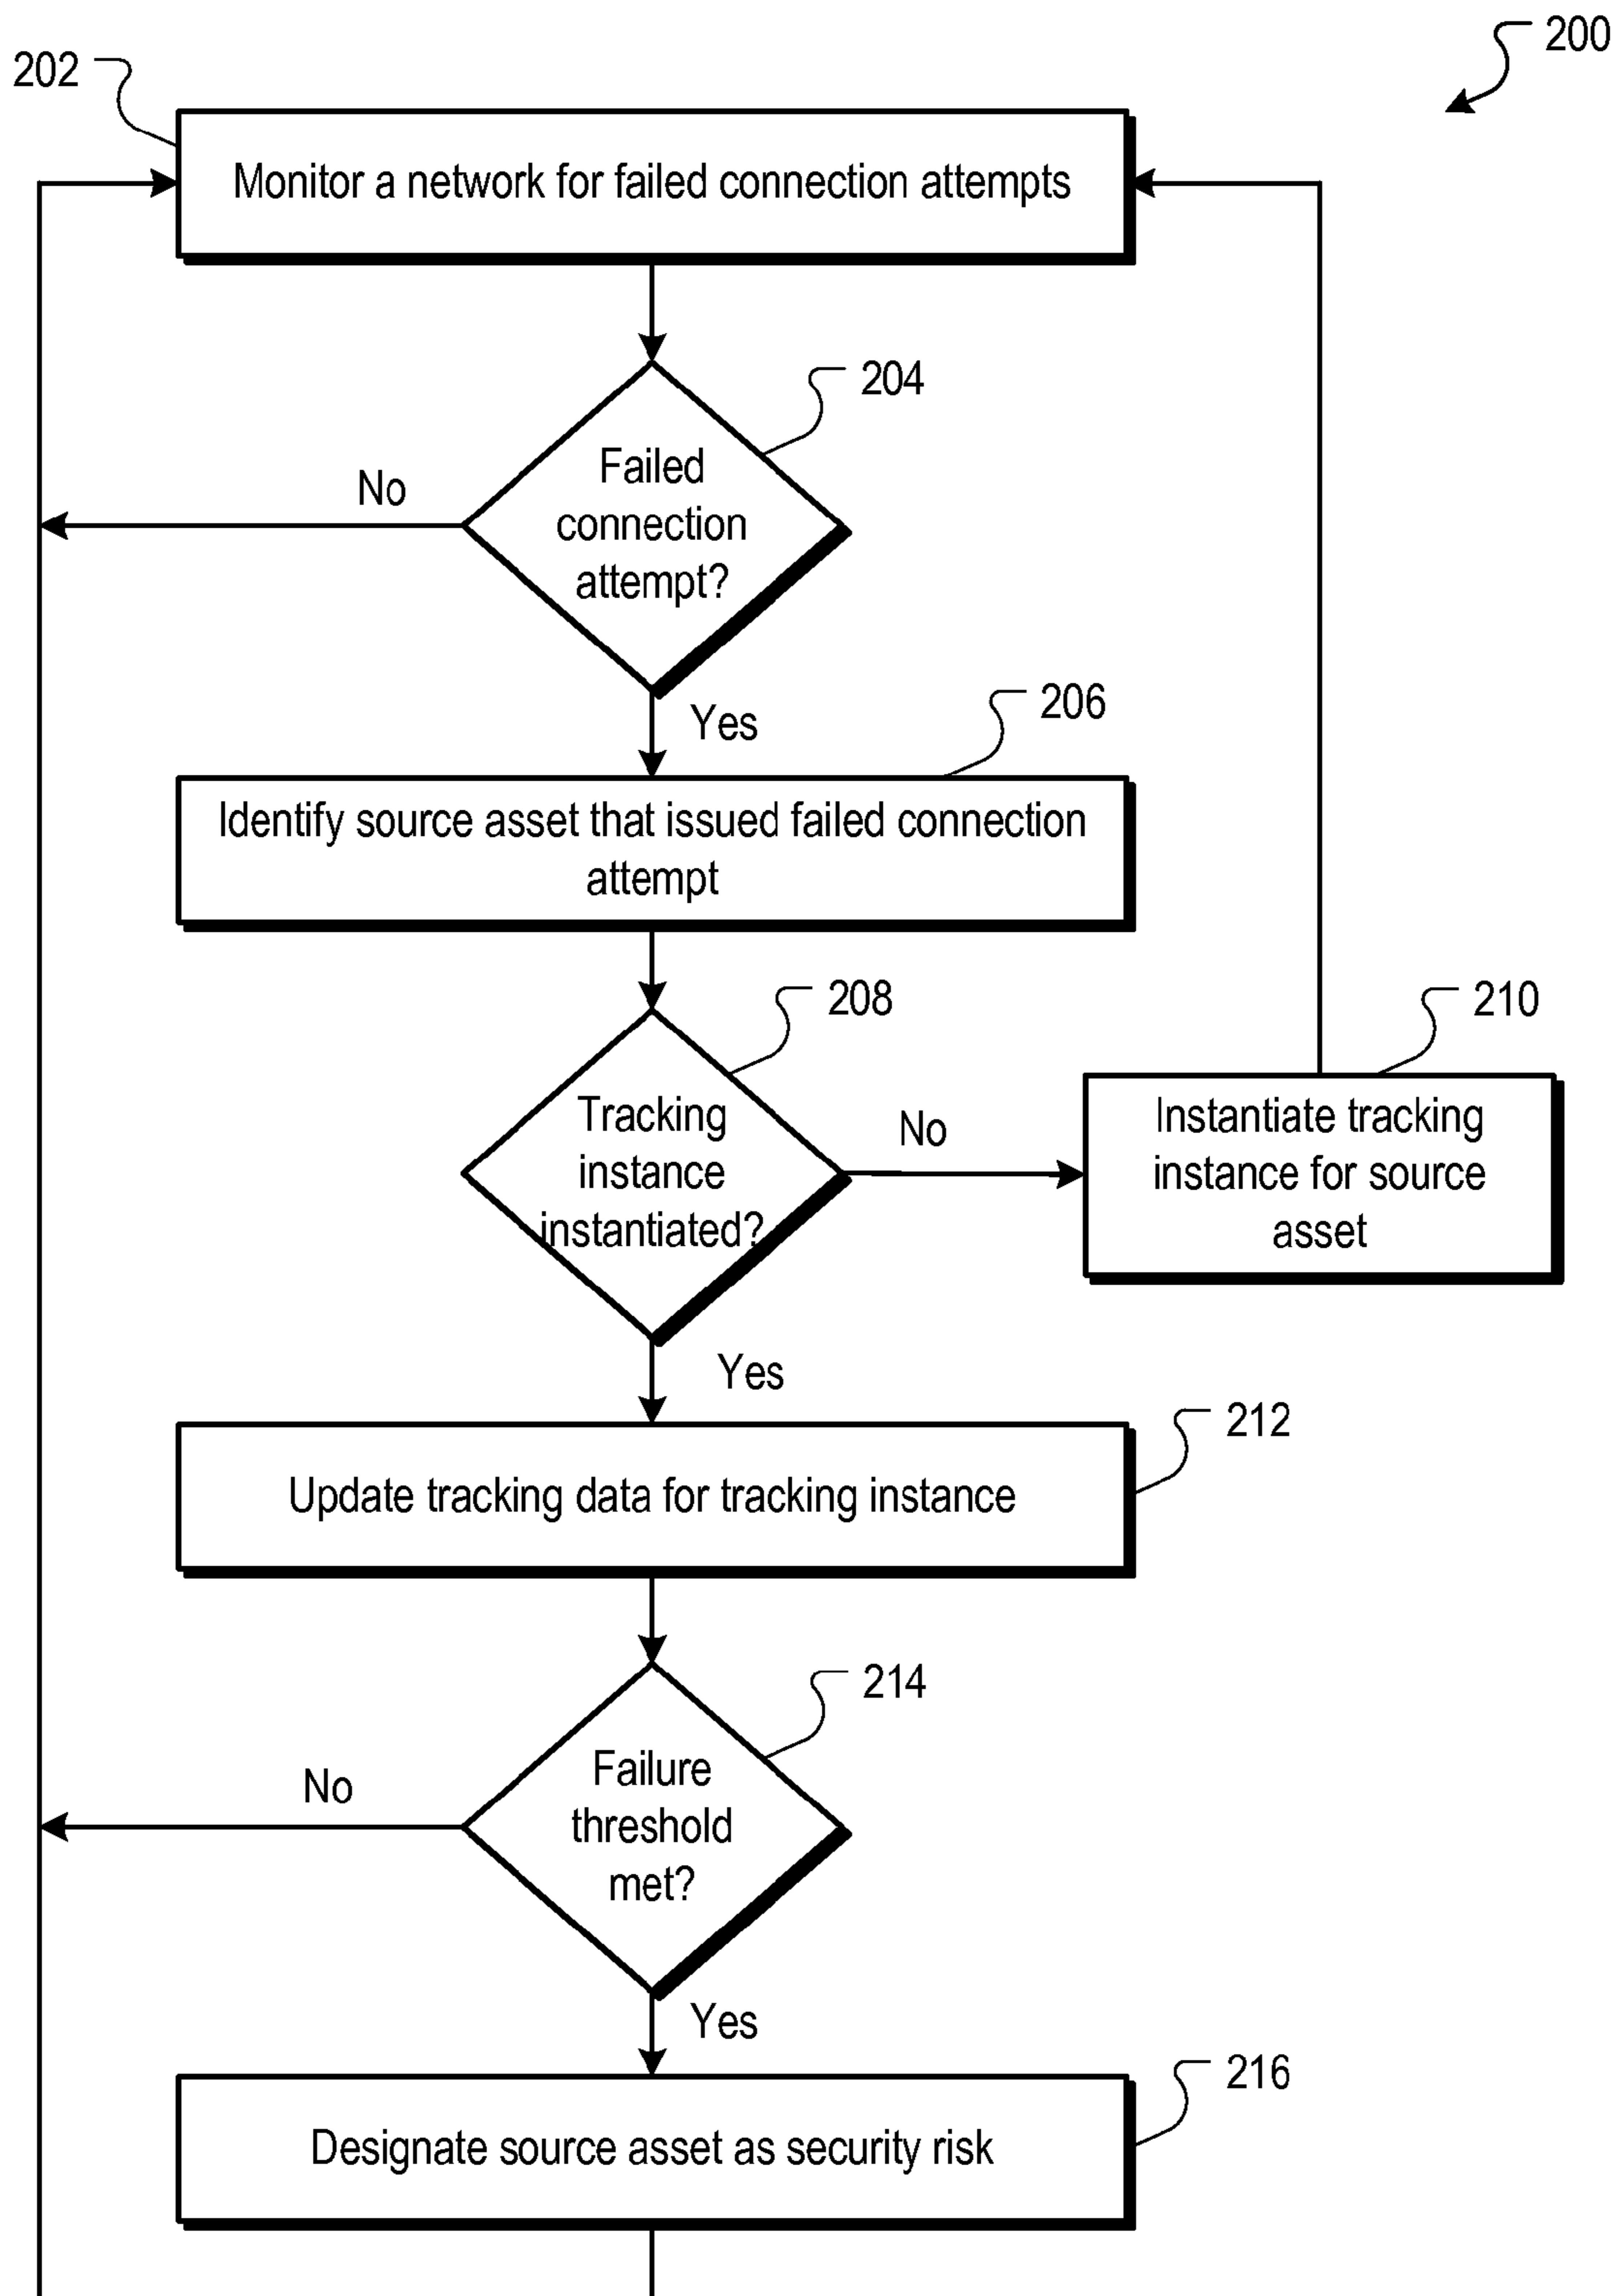 200
202
Monitor a network for failed connection attempts
204
Failed
connection
attempt?
No
Yes
206
Identify source asset that issued failed connection
attempt
208
Tracking
instance
instantiated?
No
210
Instantiate tracking
instance for source
asset
Yes
212
Update tracking data for tracking instance
214
Failure
threshold
met?
No
Yes
216
Designate source asset as security risk